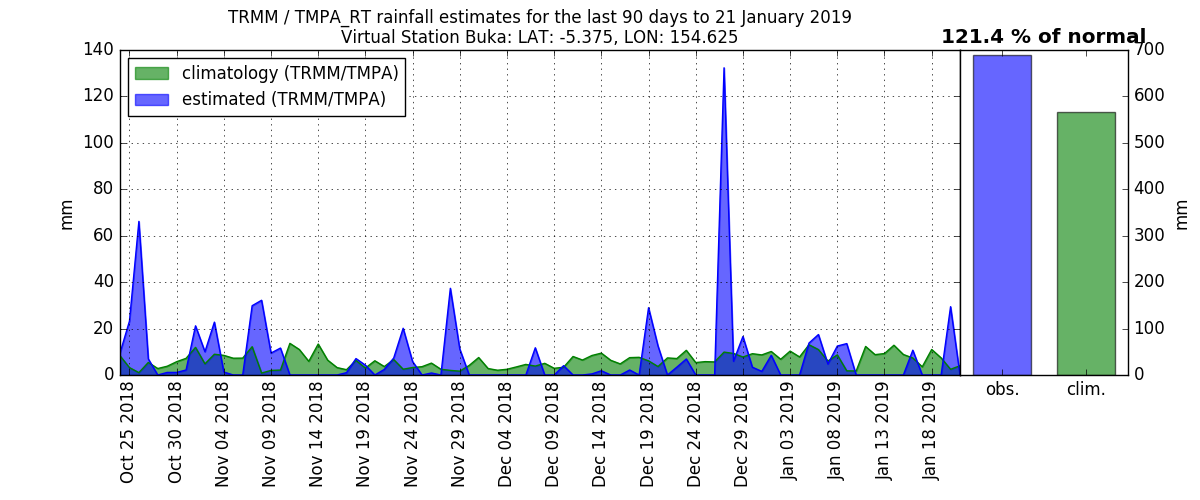 TRMM / TMPA_RT rainfall estimates for the last 90 days to 21 January 2019
Virtual Station Buka: LAT: -5.375, LON: 154.625
121.4 % of normal
climatology (TRMM/TMPA)
estimated (TRMM/TMPA)
140
120
100
80
60
40
20
0
mm
Oct 25 2018
Oct 30 2018
Nov 04 2018
Nov 09 2018
Nov 14 2018
Nov 19 2018
Nov 24 2018
Nov 29 2018
Dec 04 2018
Dec 09 2018
Dec 14 2018
Dec 19 2018
Dec 24 2018
Dec 29 2018
Jan 03 2019
Jan 08 2019
Jan 13 2019
Jan 18 2019
700
600
500
400
300
200
100
0
mm
obs.
clim.